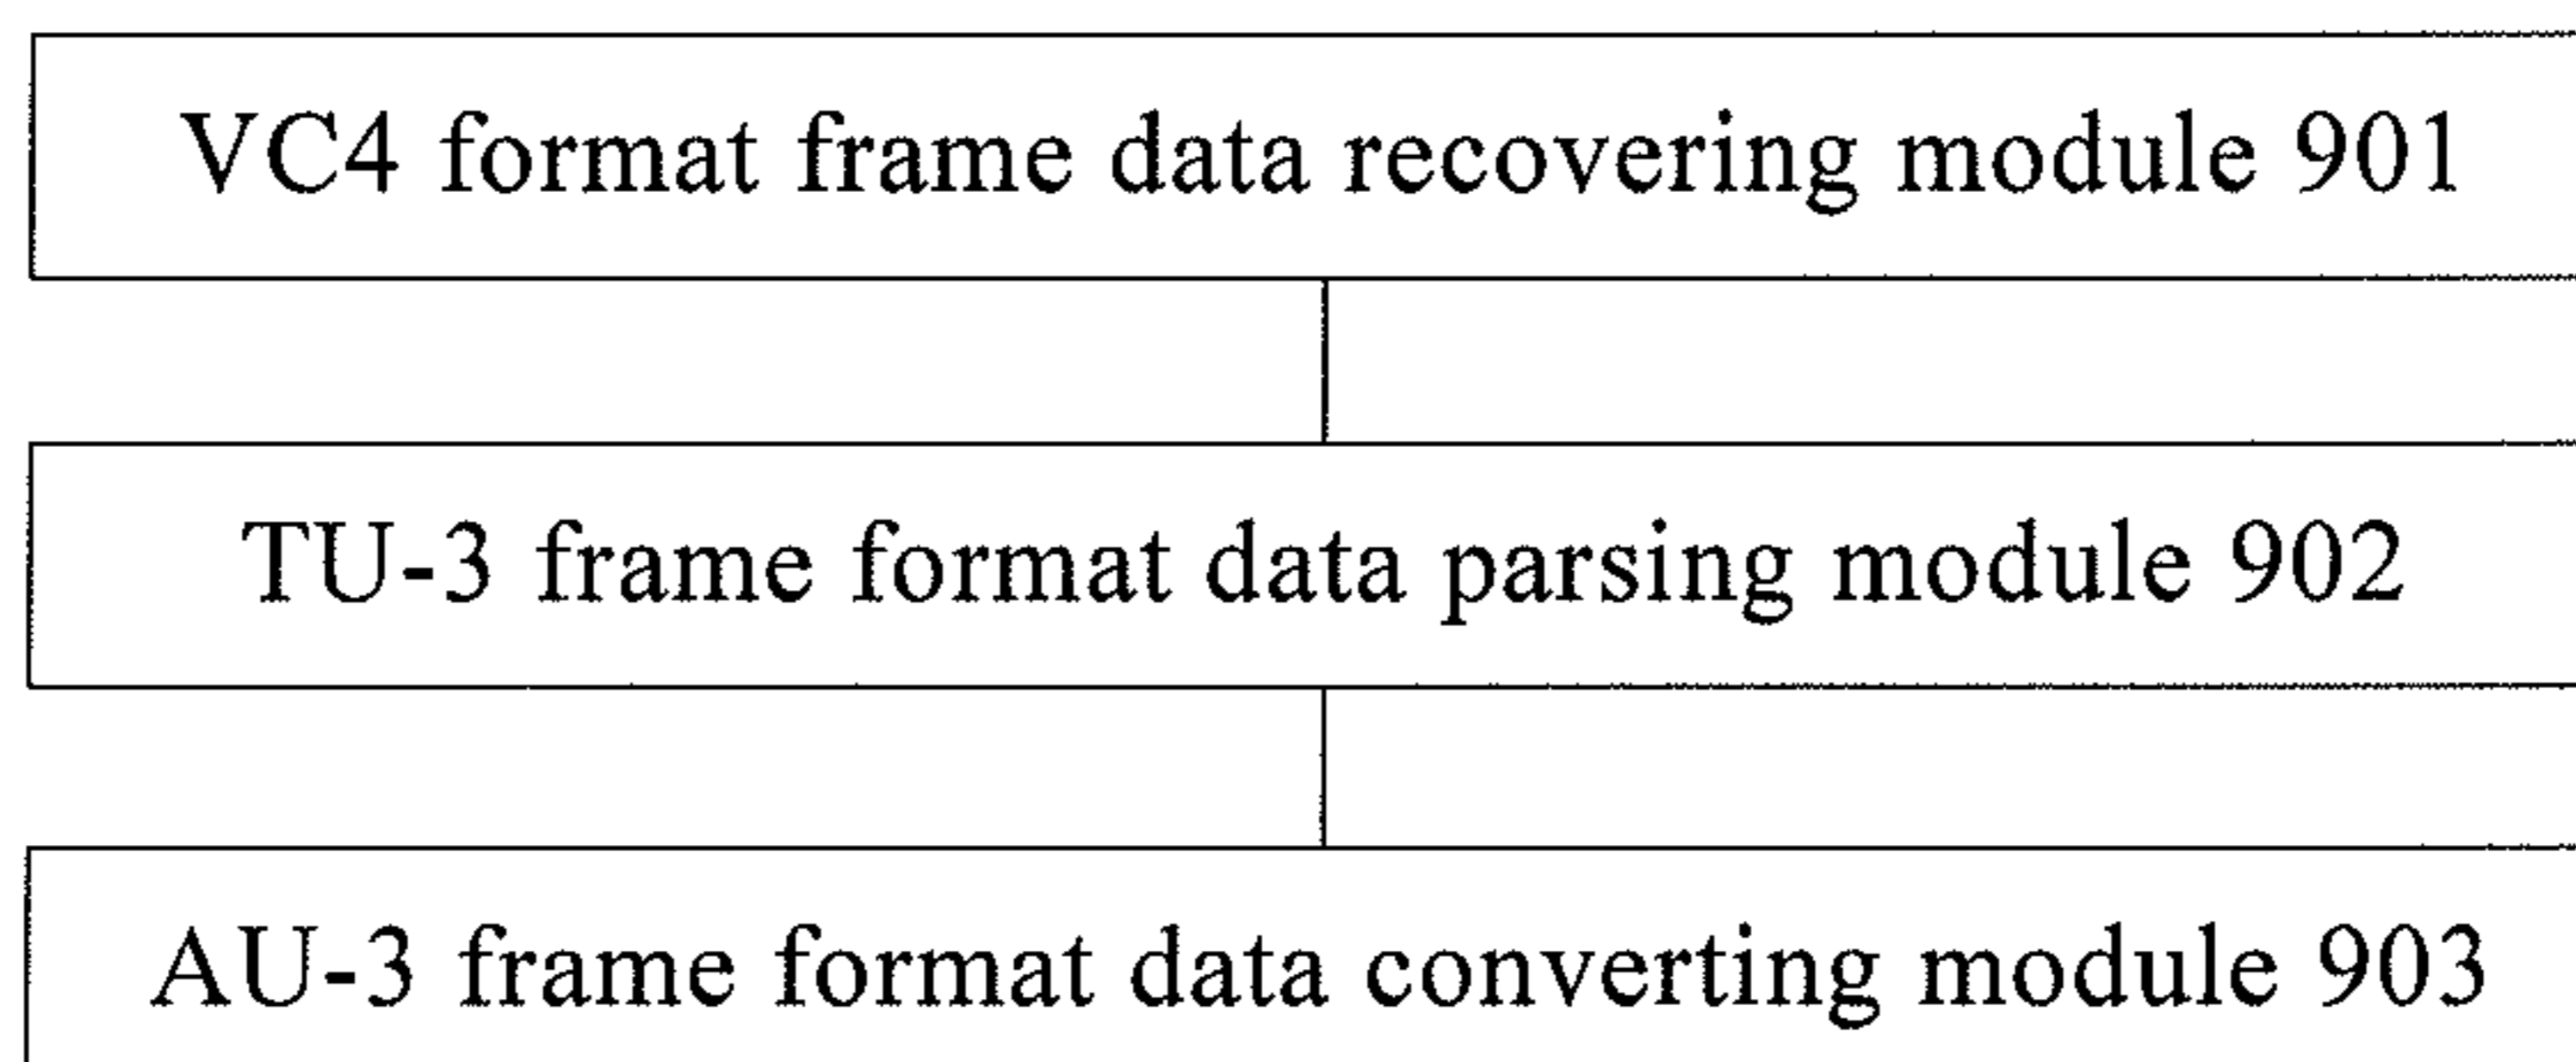 VC4 format frame data recovering module 901
TU-3 frame format data parsing module 902
AU-3 frame format data converting module 903